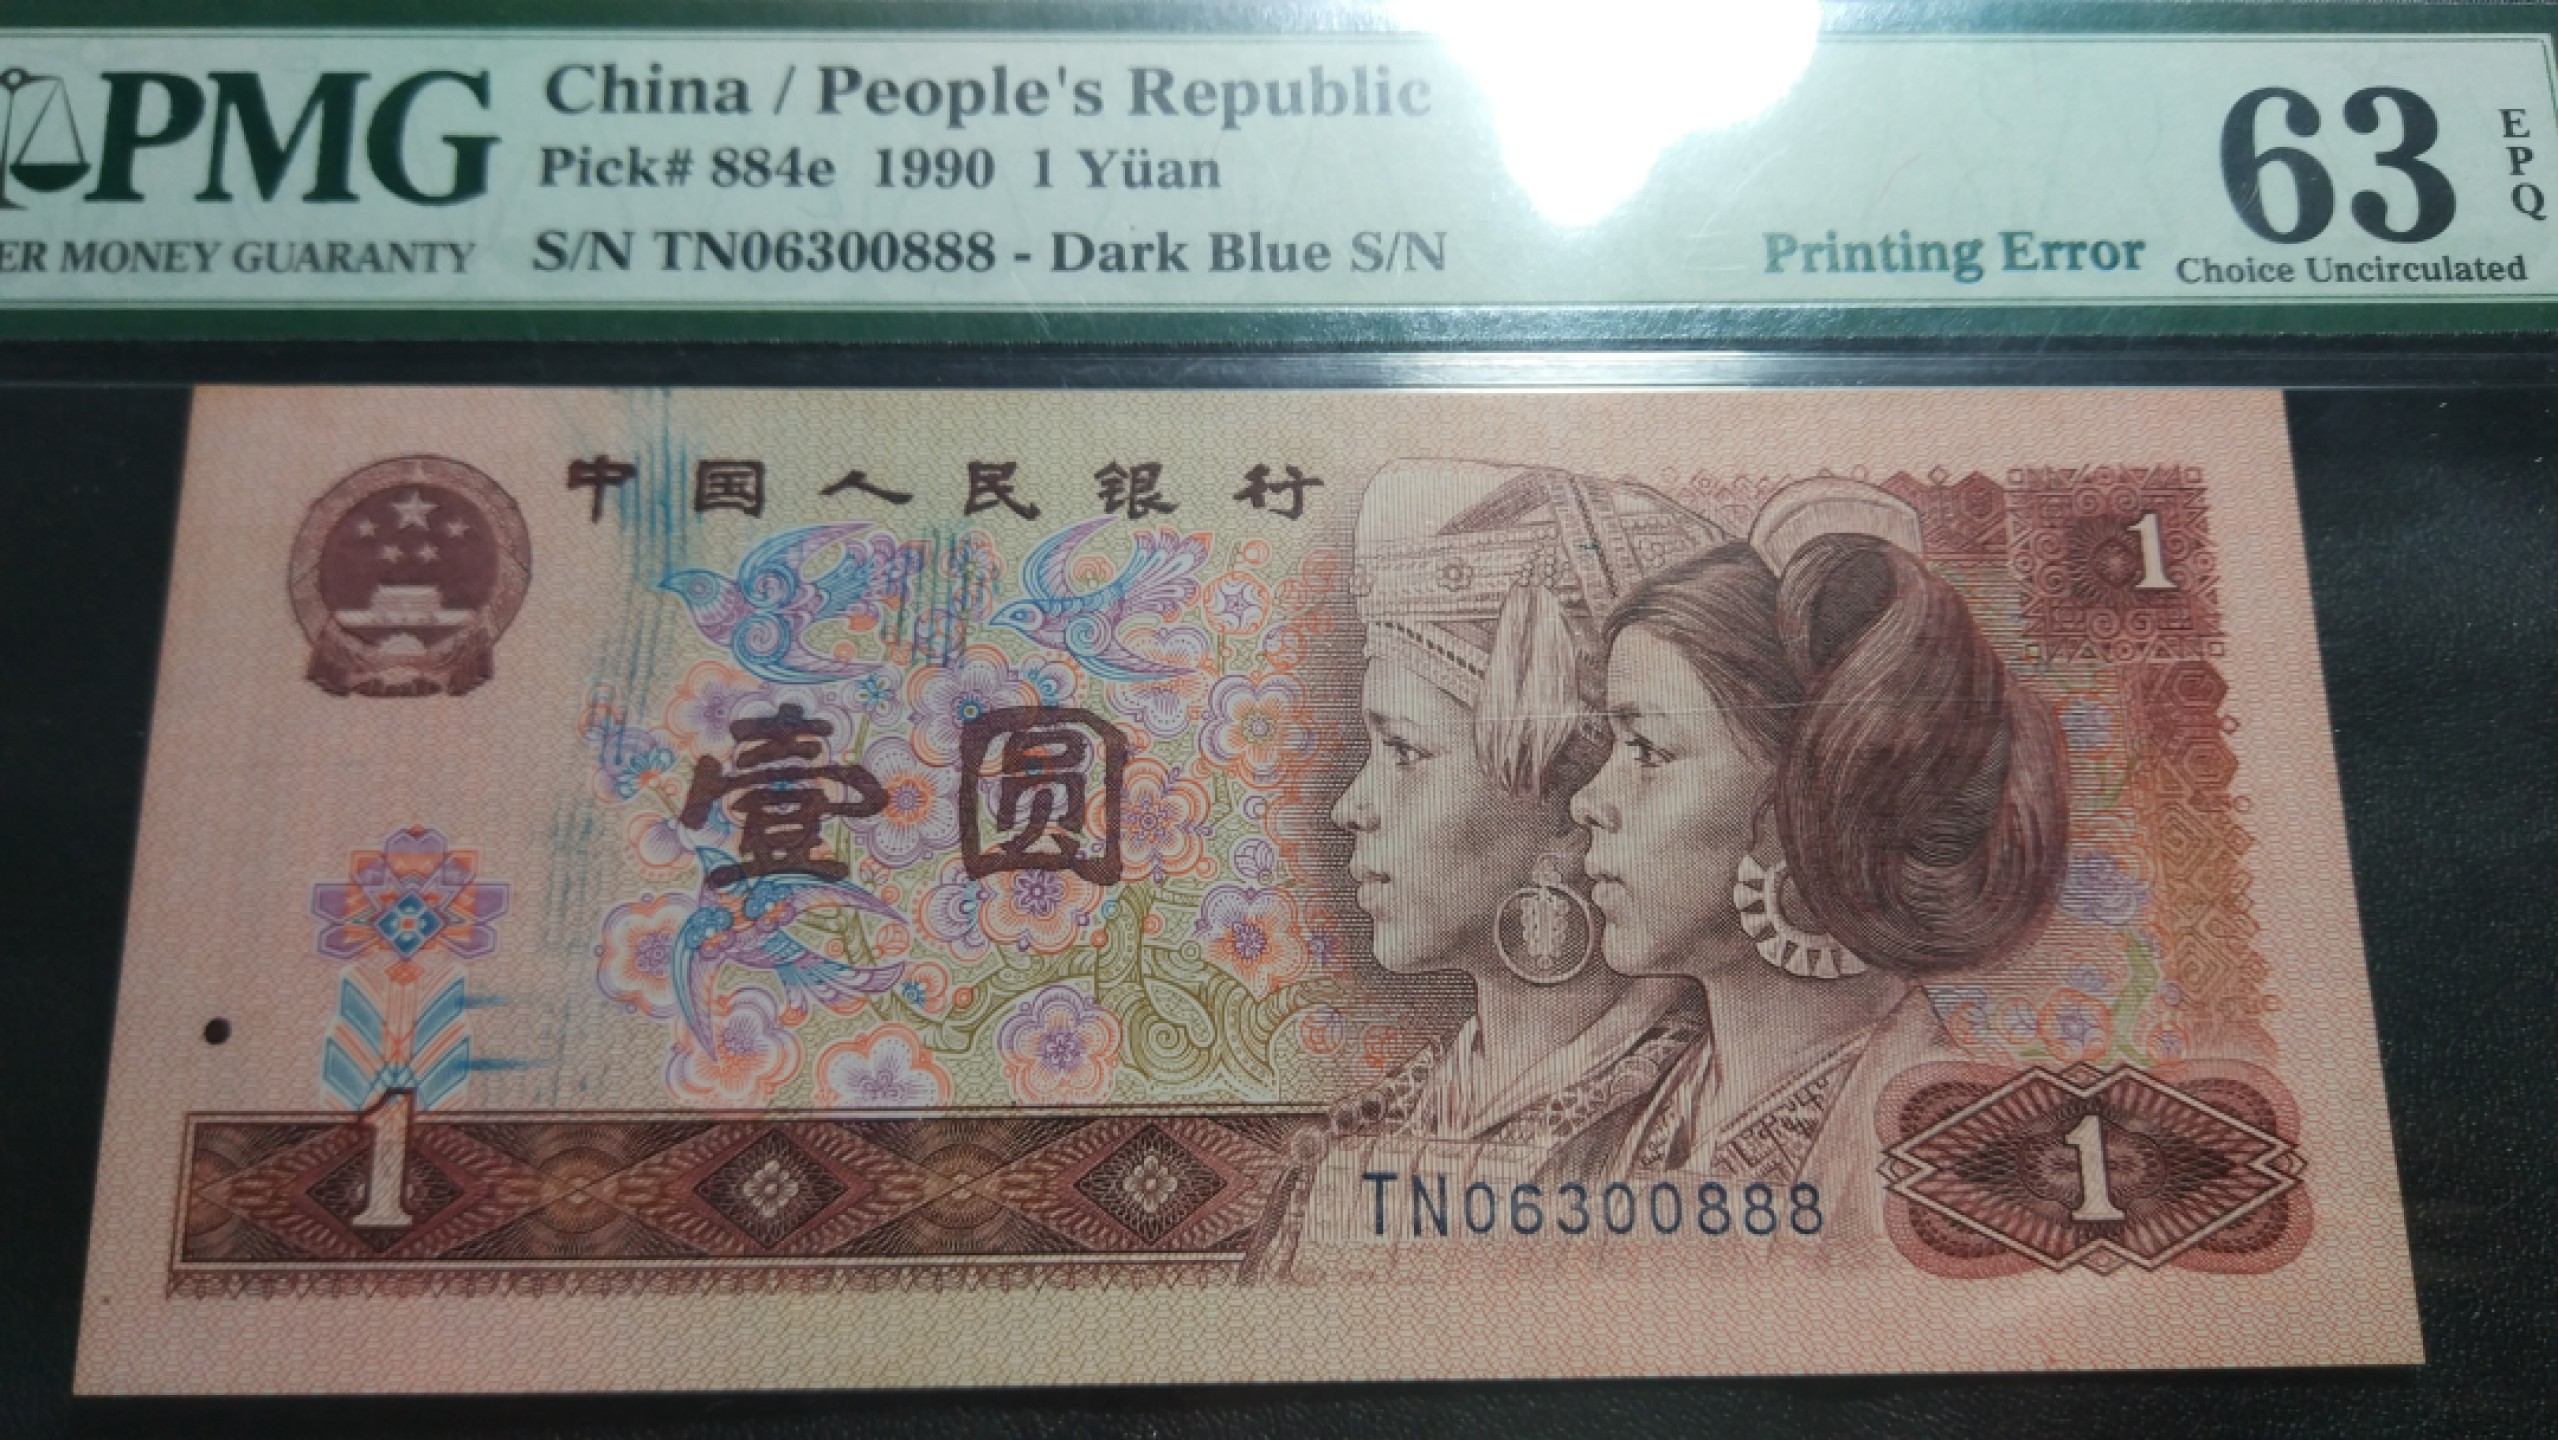 PMG
ER MONEY GUARANTY
China / People's Republic
Pick# 884e 1990 1 Yüan
S/N TN06300888 - Dark Blue S/N
Printing Error
63
EPQ
Choice Uncirculated
中国人民银行
1
壹圆
1
TN06300888
1